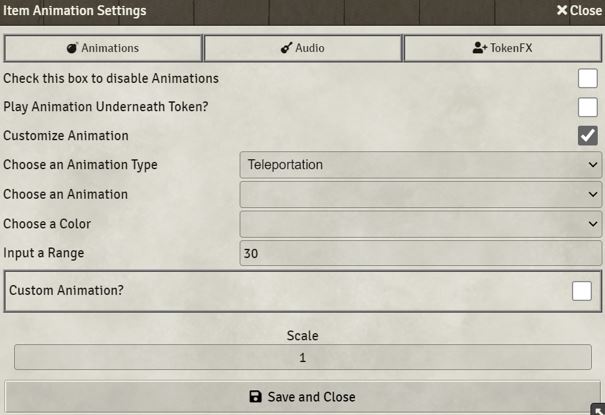 Item Animation Settings
Close
Animations
Audio
TokenFX
Check this box to disable Animations
Play Animation Underneath Token?
Customize Animation
Choose an Animation Type
Teleportation
Choose an Animation
Choose a Color
Input a Range
30
Custom Animation?
Scale
1
Save and Close